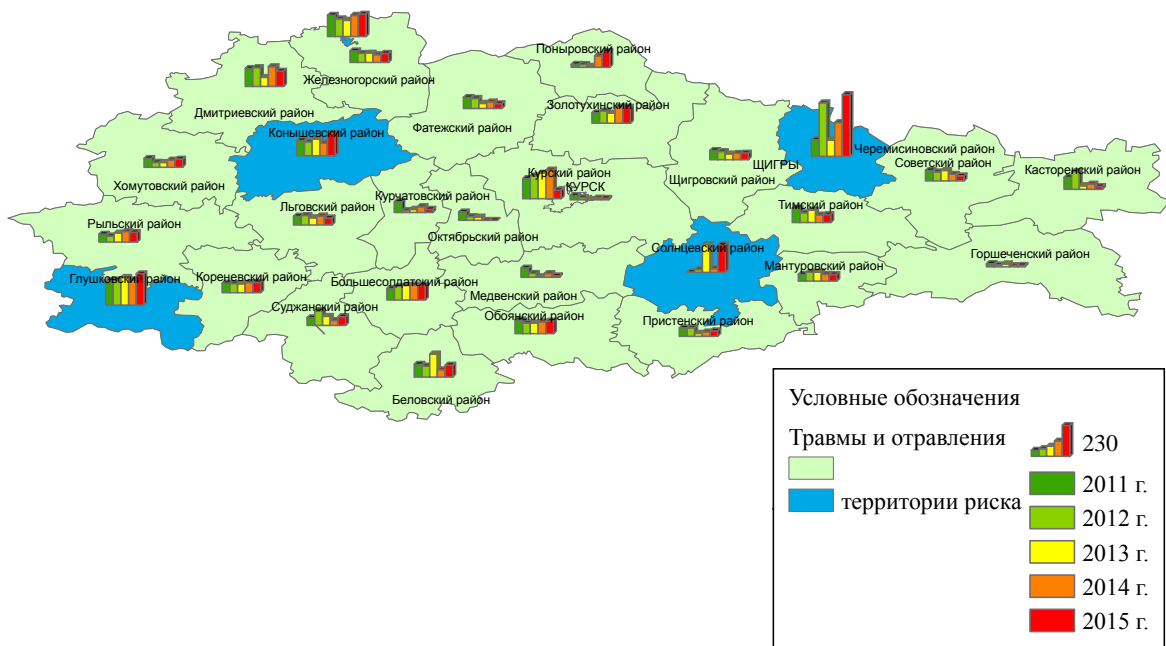 Поныровский район
Железногорский район
Дмитриевский район
Золотухинский район
Фатежский район
Конышевский район
ЩИГРЫ
Черемисиновский район
Советский район
Касторенский район
Хомутовский район
Курский район
КУРСК
Щигровский район
Курчатовский район
Льговский район
Октябрьский район
Тимский район
Рыльский район
Солнцевский район
Горшеченский район
Глушковский район
Кореневский район
Большесолдатский район
Медвенский район
Мантуровский район
Суджанский район
Обоянский район
Пристенский район
Беловский район
Условные обозначения
Травмы и отравления
территории риска
230
2011 г.
2012 г.
2013 г.
2014 г.
2015 г.